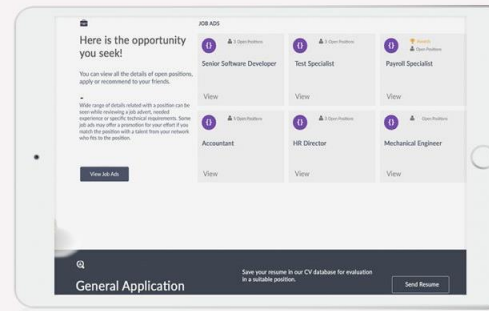 JOB ADS
Here is the opportunity
you seek!
You can view all the details of open positions,
apply or recommend to your friends.
-
Wide range of details related with a position can be
seen while reviewing a job advert, needed
experience or specific technical requirements. Some
job ads may offer a promotion for your effort if you
match the position with a talent from your network
who fits to the position.
View Job Ads
Open Positions
Senior Software Developer
View
Open Positions
Test Specialist
View
Open Positions
Payroll Specialist
View
Open Positions
Accountant
View
Open Positions
HR Director
View
Open Positions
Mechanical Engineer
View
General Application
Save your resume in our CV database for evaluation
in a suitable position.
Send Resume